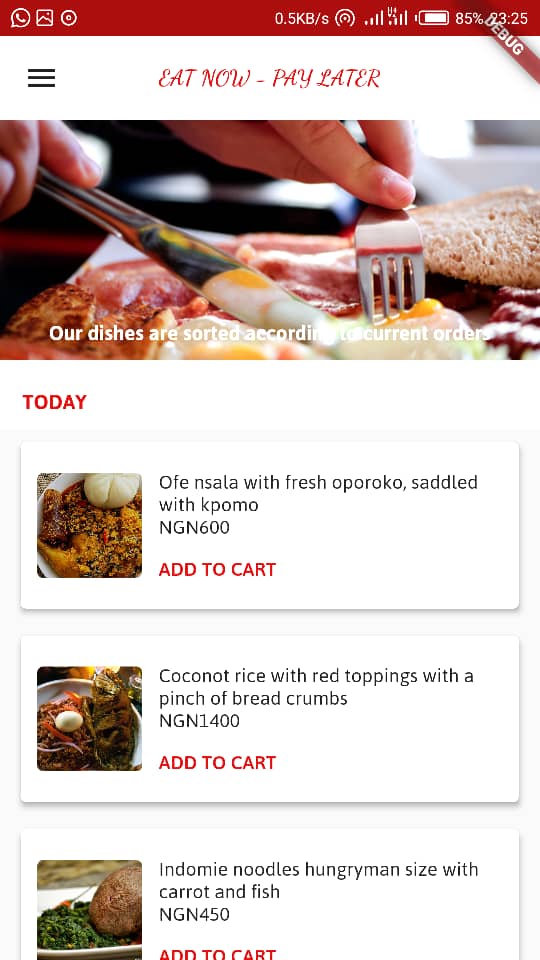 0.5KB/s 85% 23:25
DEBUG
EAT NOW - PAY LATER
Our dishes are sorted according to current orders
TODAY
Ofe nsala with fresh oporoko, saddled
with kpomo
NGN600
ADD TO CART
Coconot rice with red toppings with a
pinch of bread crumbs
NGN1400
ADD TO CART
Indomie noodles hungryman size with
carrot and fish
NGN450
ADD TO CART